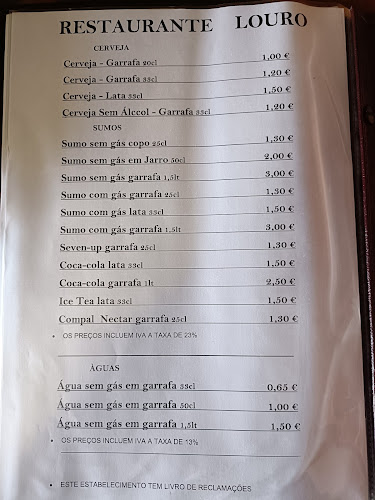 RESTAURANTE LOURO
CERVEJA
Cerveja - Garrafa 20cl 1,00 €
Cerveja - Garrafa 33cl 1,20 €
Cerveja - Lata 33cl 1,50 €
Cerveja Sem Álccol - Garrafa 33cl 1,20 €
SUMOS
Sumo sem gás copo 25cl 1,30 €
Sumo sem gás em Jarro 50cl 2,00 €
Sumo sem gás garrafa 1,5lt 3,00 €
Sumo com gás garrafa 25cl 1,30 €
Sumo com gás lata 33cl 1,50 €
Sumo com gás garrafa 1,5lt 3,00 €
Seven-up garrafa 25cl 1,30 €
Coca-cola lata 33cl 1,50 €
Coca-cola garrafa 1lt 2,50 €
Ice Tea lata 33cl 1,50 €
Compal Nectar garrafa 25cl 1,30 €
• OS PREÇOS INCLUEM IVA A TAXA DE 23%
ÁGUAS
Água sem gás em garrafa 33cl 0,65 €
Água sem gás em garrafa 50cl 1,00 €
Água sem gás em garrafa 1,5lt 1,50 €
• OS PREÇOS INCLUEM IVA A TAXA DE 13%
• ESTE ESTABELECIMENTO TEM LIVRO DE RECLAMAÇÕES